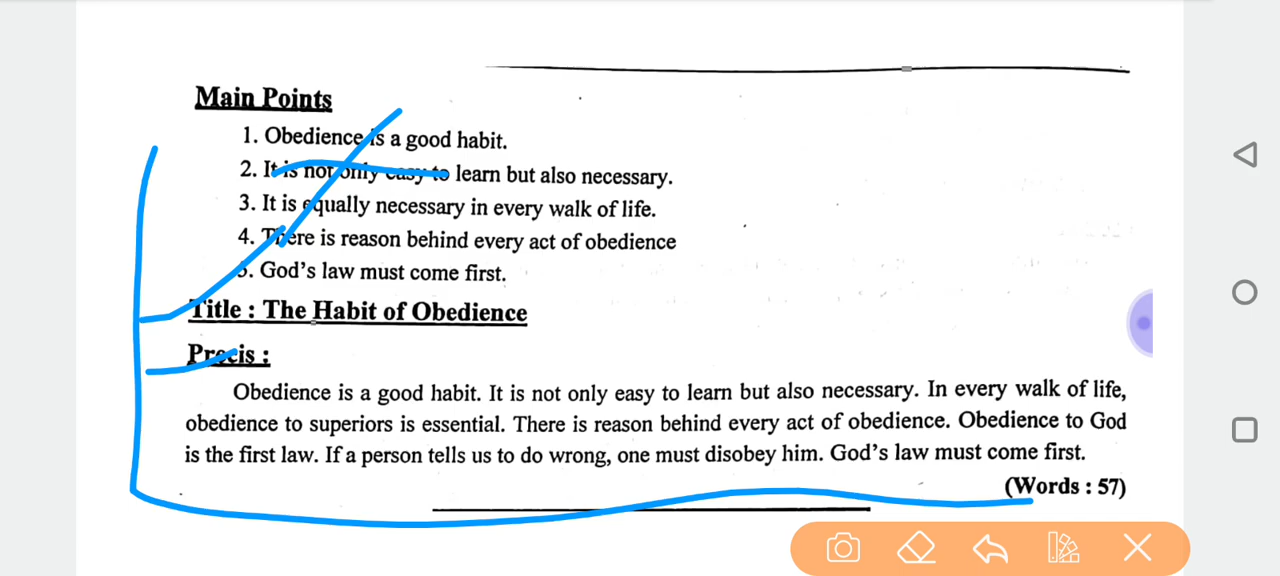 Main Points
1. Obedience is a good habit.
2. It is not only easy to learn but also necessary.
3. It is equally necessary in every walk of life.
4. There is reason behind every act of obedience
5. God's law must come first.
Title : The Habit of Obedience
Precis :
Obedience is a good habit. It is not only easy to learn but also necessary. In every walk of life,
obedience to superiors is essential. There is reason behind every act of obedience. Obedience to God
is the first law. If a person tells us to do wrong, one must disobey him. God's law must come first.
(Words : 57)